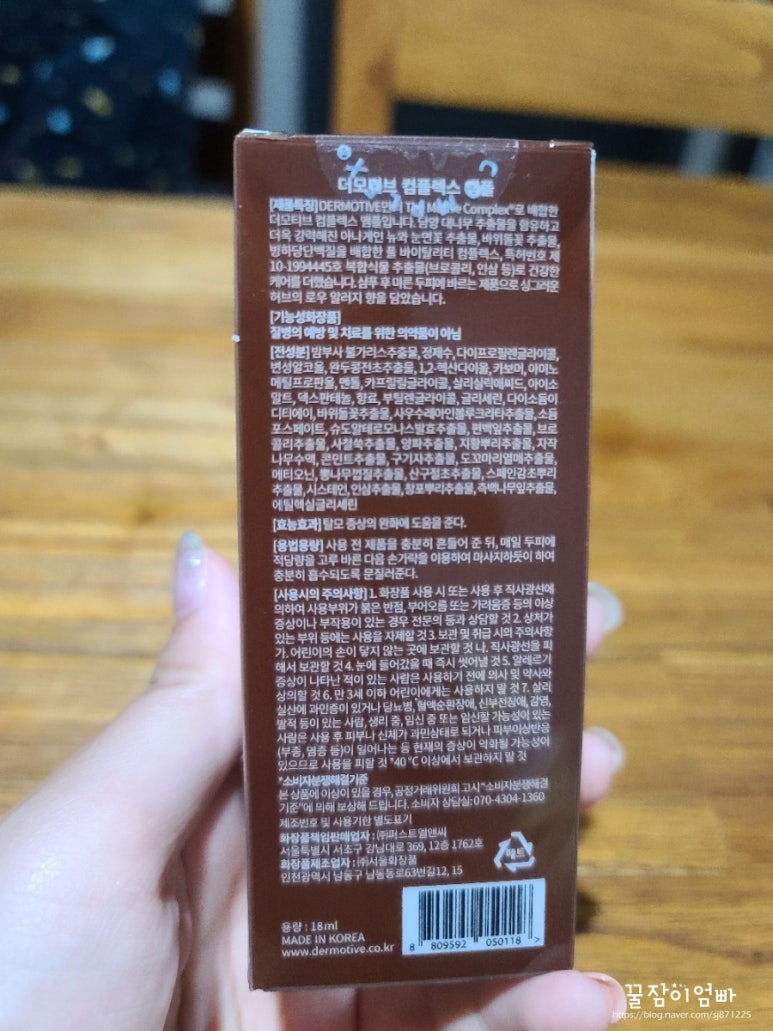 더모티브 컴플렉스 앰플
[제품특징] DERMOTIVE만의 The Motive Complex®로 배합한
더모티브 컴플렉스 앰플입니다. 담양 대나무 추출물을 함유하고
더욱 강력해진 아나게인 뉴와 눈연꽃 추출물, 바위돌꽃 추출물,
빙하당단백질을 배합한 풀 바이탈리티 컴플렉스, 특허번호 제
10-1994445호 복합식물 추출물(브로콜리, 인삼 등)로 건강한
케어를 더했습니다. 샴푸 후 마른 두피에 바르는 제품으로 싱그러운
허브의 로우 알러지 향을 담았습니다.
[기능성화장품]
질병의 예방 및 치료를 위한 의약품이 아님
[전성분] 밤부사 불가리스추출물, 정제수, 다이프로필렌글라이콜,
변성알코올, 완두콩전초추출물, 1,2-헥산다이올, 카보머, 아미노
메틸프로판올, 멘톨, 카프릴릴글라이콜, 살리실릭애씨드, 아이소
말트, 덱스판테놀, 향료, 부틸렌글라이콜, 글리세린, 다이소듐이
디티에이, 바위돌꽃추출물, 사우수레아인볼루크라타추출물, 소듐
포스페이트, 슈도알테로모나스발효추출물, 편백잎추출물, 브로
콜리추출물, 사철쑥추출물, 양파추출물, 지황뿌리추출물, 자작
나무수액, 콘민트추출물, 구기자추출물, 도꼬마리열매추출물,
메티오닌, 뽕나무껍질추출물, 산구절초추출물, 스페인감초뿌리
추출물, 시스테인, 인삼추출물, 창포뿌리추출물, 측백나무잎추출물,
에틸헥실글리세린
[효능효과] 탈모 증상의 완화에 도움을 준다.
[용법용량] 사용 전 제품을 충분히 흔들어 준 뒤, 매일 두피에
적당량을 고루 바른 다음 손가락을 이용하여 마사지하듯이 하여
충분히 흡수되도록 문질러준다.
[사용시의 주의사항] 1. 화장품 사용 시 또는 사용 후 직사광선에
의하여 사용부위가 붉은 반점, 부어오름 또는 가려움증 등의 이상
증상이나 부작용이 있는 경우 전문의 등과 상담할 것 2. 상처가
있는 부위 등에는 사용을 자제할 것 3. 보관 및 취급 시의 주의사항
가. 어린이의 손이 닿지 않는 곳에 보관할 것 나. 직사광선을 피
해서 보관할 것 4. 눈에 들어갔을 때 즉시 씻어낼 것 5. 알레르기
증상이 나타난 적이 있는 사람은 사용하기 전에 의사 및 약사와
상의할 것 6. 만 3세 이하 어린이에게는 사용하지 말 것 7. 살리
실산에 과민증이 있거나 당뇨병, 혈액순환장애, 신부전장애, 감염,
발적 등이 있는 사람, 생리 중, 임신 중 또는 임신할 가능성이 있는
사람은 사용 후 피부나 신체가 과민상태로 되거나 피부이상반응
(부종, 염증 등)이 일어나는 등 현재의 증상이 악화될 가능성이
있으므로 사용을 피할 것 *40 ℃ 이상에서 보관하지 말 것
*소비자분쟁해결기준
본 상품에 이상이 있을 경우, 공정거래위원회 고시"소비자분쟁해결
기준"에 의해 보상해 드립니다. 소비자 상담실: 070-4304-1360
제조번호 및 사용기한 별도표기
화장품책임판매업자 : ㈜퍼스트엘앤씨
서울특별시 서초구 강남대로 369, 12층 1762호
화장품제조업자 : ㈜서울화장품
인천광역시 남동구 남동동로63번길 12, 15
페트
용량 : 18ml
MADE IN KOREA
www.dermotive.co.kr
8 809592 050118 >
꿀잠이엄빠
https://blog.naver.com/sj871225